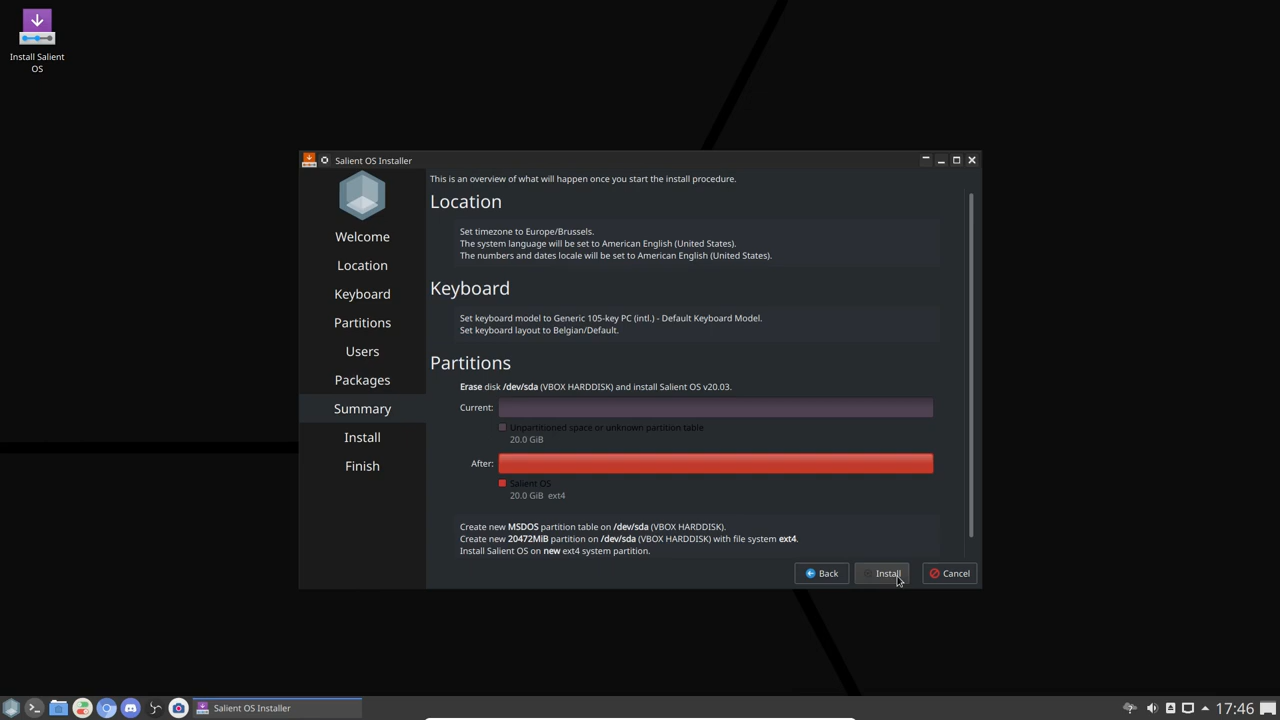 Install Salient
OS
Salient OS Installer
This is an overview of what will happen once you start the install procedure.
Welcome
Location
Keyboard
Partitions
Users
Packages
Summary
Install
Finish
Location
Set timezone to Europe/Brussels.
The system language will be set to American English (United States).
The numbers and dates locale will be set to American English (United States).
Keyboard
Set keyboard model to Generic 105-key PC (intl.) - Default Keyboard Model.
Set keyboard layout to Belgian/Default.
Partitions
Erase disk /dev/sda (VBOX HARDDISK) and install Salient OS v20.03.
Current:
Unpartitioned space or unknown partition table
20.0 GiB
After:
Salient OS
20.0 GiB ext4
Create new MSDOS partition table on /dev/sda (VBOX HARDDISK).
Create new 20472MiB partition on /dev/sda (VBOX HARDDISK) with file system ext4.
Install Salient OS on new ext4 system partition.
Back Install Cancel
Salient OS Installer
17:46